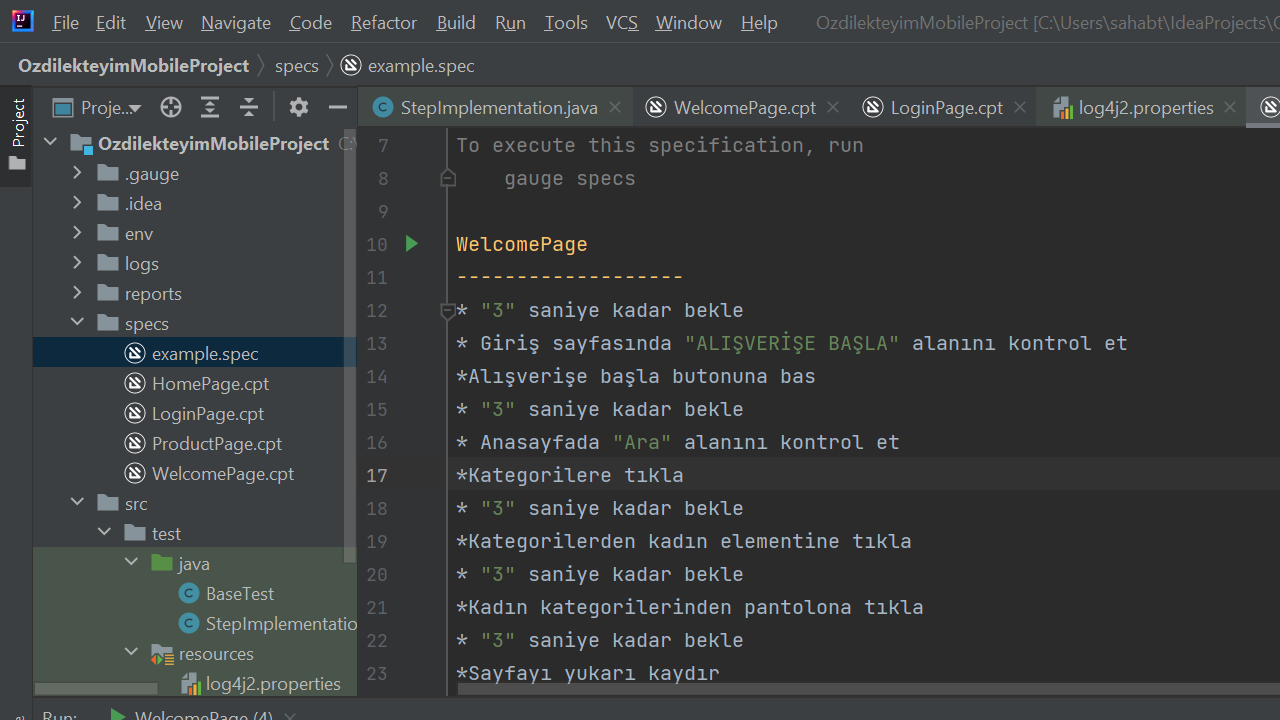 File Edit View Navigate Code Refactor Build Run Tools VCS Window Help OzdilekteyimMobileProject [C:\Users\sahabt\IdeaProjects\
OzdilekteyimMobileProject specs example.spec
Project
Proje...
StepImplementation.java WelcomePage.cpt LoginPage.cpt log4j2.properties
OzdilekteyimMobileProject C:\
.gauge
.idea
env
logs
reports
specs
example.spec
HomePage.cpt
LoginPage.cpt
ProductPage.cpt
WelcomePage.cpt
src
test
java
BaseTest
StepImplementatio
resources
log4j2.properties
7 To execute this specification, run
8 gauge specs
9
10 WelcomePage
11 -------------------
12 * "3" saniye kadar bekle
13 * Giriş sayfasında "ALIŞVERİŞE BAŞLA" alanını kontrol et
14 *Alışverişe başla butonuna bas
15 * "3" saniye kadar bekle
16 * Anasayfada "Ara" alanını kontrol et
17 *Kategorilere tıkla
18 * "3" saniye kadar bekle
19 *Kategorilerden kadın elementine tıkla
20 * "3" saniye kadar bekle
21 *Kadın kategorilerinden pantolona tıkla
22 * "3" saniye kadar bekle
23 *Sayfayı yukarı kaydır
Run: WelcomePage (4)